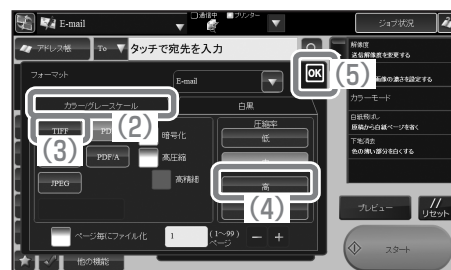 E-mail
通信中
プリンター
ジョブ状況
アドレス帳
To
タッチで宛先を入力
フォーマット
E-mail
OK
(5)
解像度
送信解像度を変更する
画像の濃さを設定する
カラーモード
白紙飛ばし
原稿から白紙ページを省く
下地消去
色の薄い部分を白くする
カラー/グレースケール
白黒
(2)
TIFF
PD
暗号化
(3)
PDF/A
高圧縮
JPEG
高精細
圧縮率
低
高
(4)
ページ毎にファイル化
1
(1~99)
ページ
− +
他の機能
プレビュー
リセット
スタート